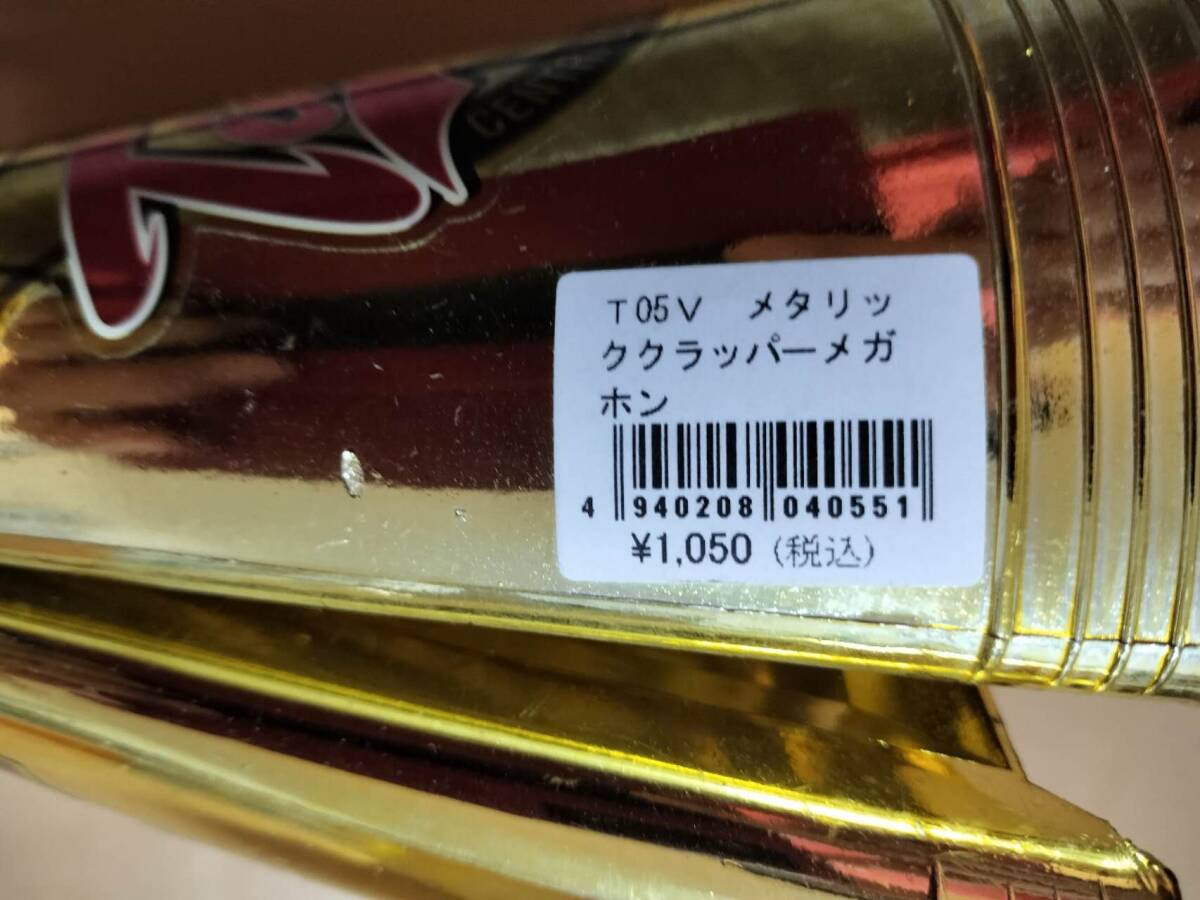 CENTR
T05V メタリッ
ククラッパーメガ
ホン
4 940208 040551
¥1,050 (税込)